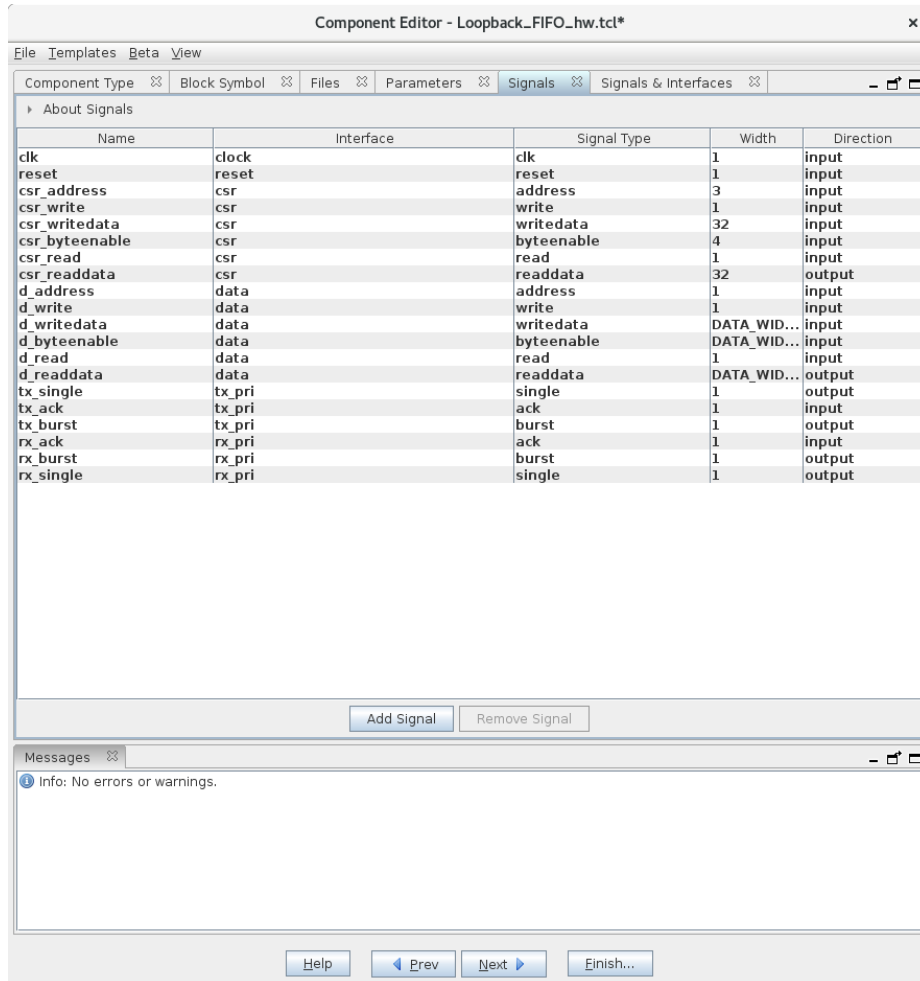 Component Editor - Loopback_FIFO_hw.tcl*
File Templates Beta View
Component Type Block Symbol Files Parameters Signals Signals & Interfaces
About Signals
Name Interface Signal Type Width Direction
clk clock clk 1 input
reset reset reset 1 input
csr_address csr address 3 input
csr_write csr write 1 input
csr_writedata csr writedata 32 input
csr_byteenable csr byteenable 4 input
csr_read csr read 1 input
csr_readdata csr readdata 32 output
d_address data address 1 input
d_write data write 1 input
d_writedata data writedata DATA_WID... input
d_byteenable data byteenable DATA_WID... input
d_read data read 1 input
d_readdata data readdata DATA_WID... output
tx_single tx_pri single 1 output
tx_ack tx_pri ack 1 input
tx_burst tx_pri burst 1 output
rx_ack rx_pri ack 1 input
rx_burst rx_pri burst 1 output
rx_single rx_pri single 1 output
Add Signal Remove Signal
Messages
Info: No errors or warnings.
Help Prev Next Finish...